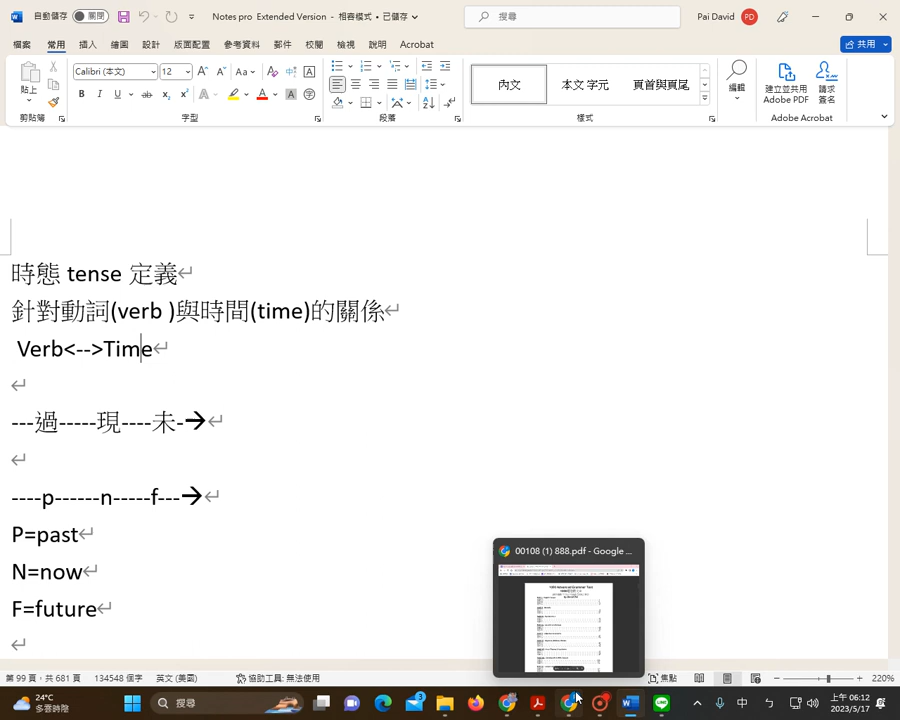 自動儲存 關閉 Notes pro Extended Version - 相容模式 • 已儲存 搜尋 Pai David PD
檔案 常用 插入 繪圖 設計 版面配置 參考資料 郵件 校閱 檢視 說明 Acrobat 共用
貼上 Calibri (本文) 12 A A Aa A 內文 本文 字元 頁首與頁尾 編輯 建立並共用 Adobe PDF 請求 簽名
B I U ab x₂ x² A A A 字
剪貼簿 字型 段落 樣式 Adobe Acrobat
時態 tense 定義
針對動詞(verb )與時間(time)的關係
Verb<-->Time
---過-----現----未-→
----p------n-----f---→
P=past
N=now
F=future
00108 (1) 888.pdf - Google ...
第 99 頁，共 681 頁 134548 個字 英文 (美國) 協助工具: 無法使用 焦點 220%
24°C
多雲時陰
搜尋
3
中
上午 06:12
2023/5/17